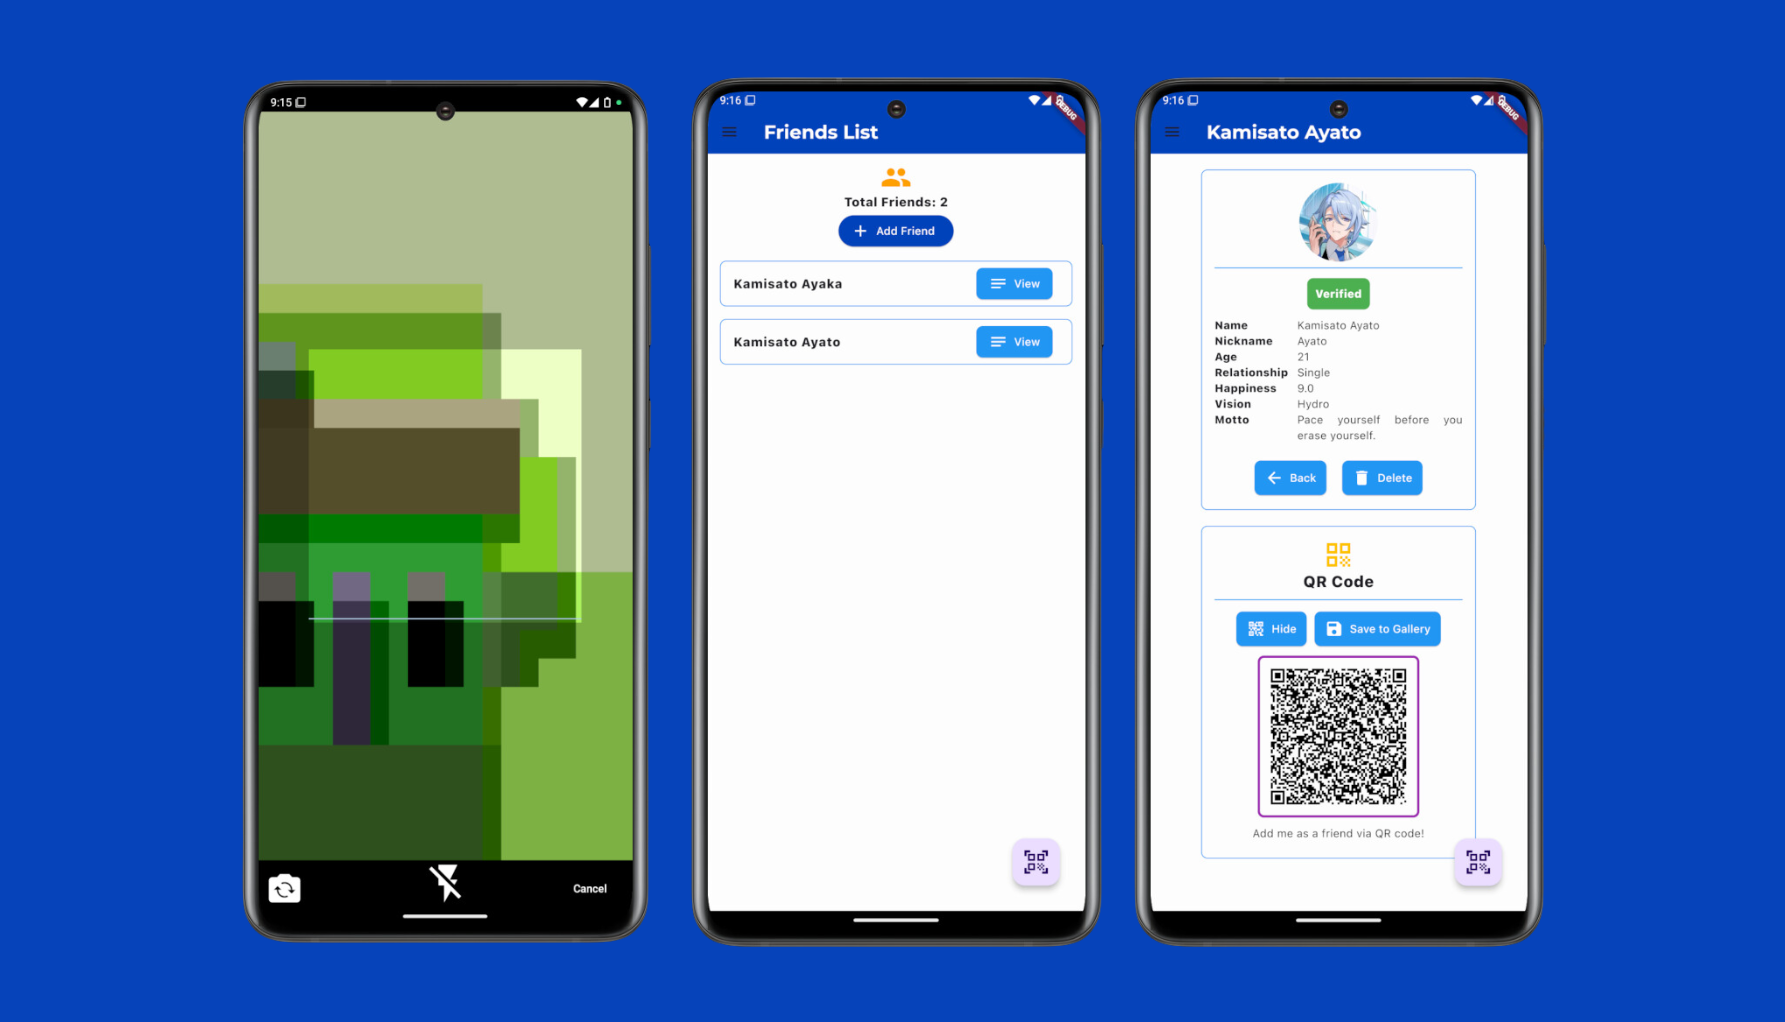 9:15
Cancel
9:16
DEBUG
Friends List
Total Friends: 2
+ Add Friend
Kamisato Ayaka
View
Kamisato Ayato
View
9:16
DEBUG
Kamisato Ayato
Verified
Name Kamisato Ayato
Nickname Ayato
Age 21
Relationship Single
Happiness 9.0
Vision Hydro
Motto Pace yourself before you
erase yourself.
Back
Delete
QR Code
Hide
Save to Gallery
Add me as a friend via QR code!